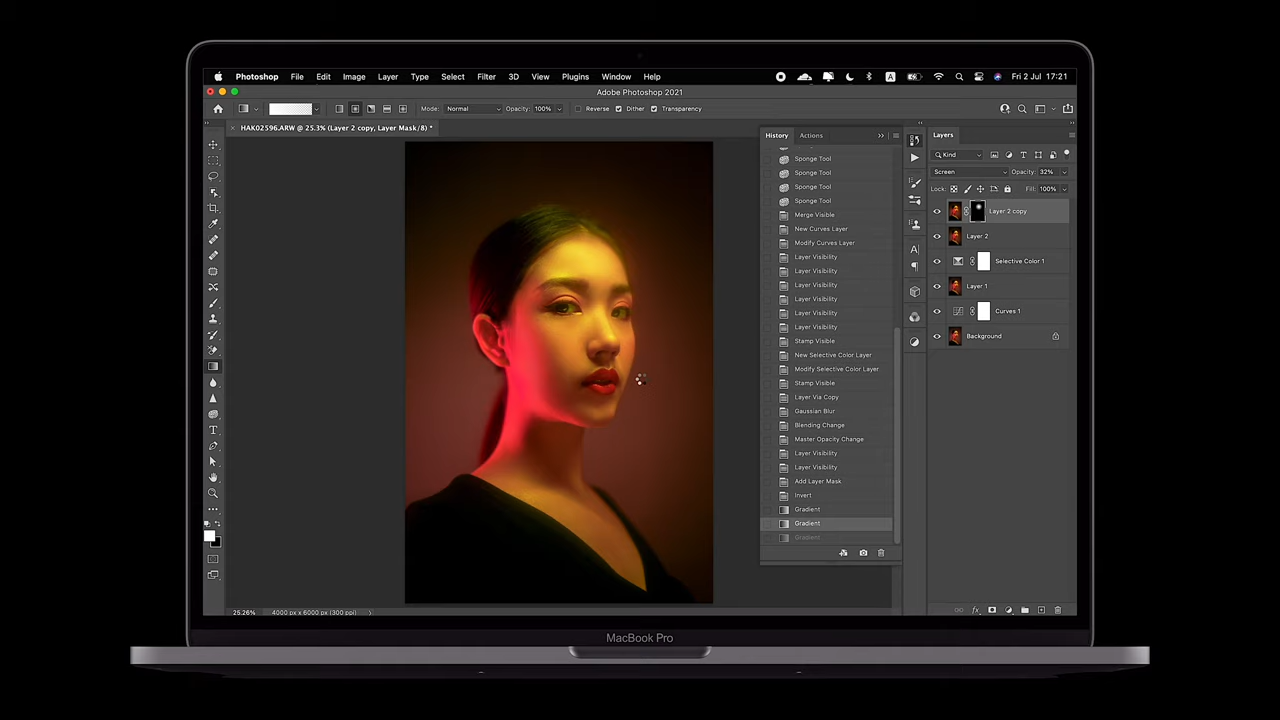 Photoshop File Edit Image Layer Type Select Filter 3D View Plugins Window Help A Fri 2 Jul 17:21
Adobe Photoshop 2021
Mode: Normal Opacity: 100% Reverse Dither Transparency
× HAK02596.ARW @ 25.3% (Layer 2 copy, Layer Mask/8) *
History Actions
Layers
Sponge Tool
Sponge Tool
Sponge Tool
Sponge Tool
Merge Visible
New Curves Layer
Modify Curves Layer
Layer Visibility
Layer Visibility
Layer Visibility
Layer Visibility
Layer Visibility
Layer Visibility
Stamp Visible
New Selective Color Layer
Modify Selective Color Layer
Stamp Visible
Layer Via Copy
Gaussian Blur
Blending Change
Master Opacity Change
Layer Visibility
Layer Visibility
Add Layer Mask
Invert
Gradient
Gradient
Gradient
Kind
Screen Opacity: 32%
Lock: Fill: 100%
Layer 2 copy
Layer 2
Selective Color 1
Layer 1
Curves 1
Background
25.26% 4000 px x 6000 px (300 ppi)
MacBook Pro